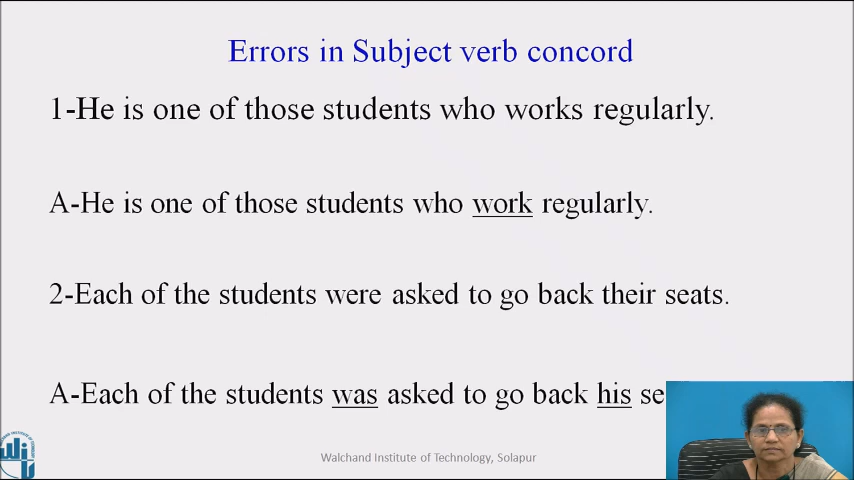 Errors in Subject verb concord
1-He is one of those students who works regularly.
A-He is one of those students who work regularly.
2-Each of the students were asked to go back their seats.
A-Each of the students was asked to go back his se
Walchand Institute of Technology, Solapur